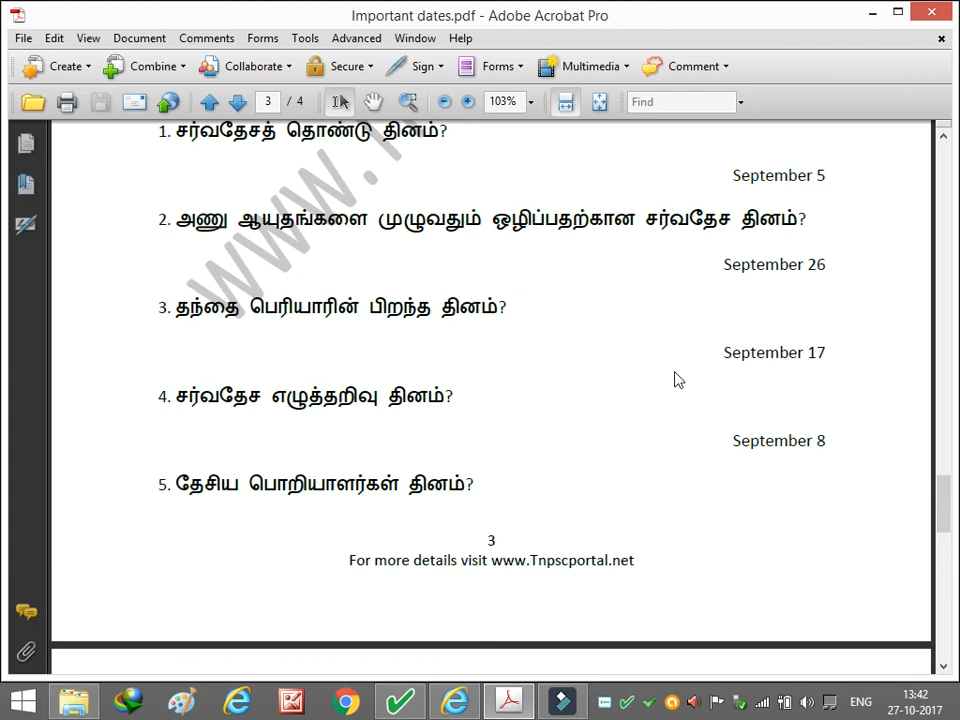 Important dates.pdf - Adobe Acrobat Pro
File Edit View Document Comments Forms Tools Advanced Window Help
Create Combine Collaborate Secure Sign Forms Multimedia Comment
3 / 4 103% Find
1. சர்வதேசத் தொண்டு தினம்?
September 5
2. அணு ஆயுதங்களை முழுவதும் ஒழிப்பதற்கான சர்வதேச தினம்?
September 26
3. தந்தை பெரியாரின் பிறந்த தினம்?
September 17
4. சர்வதேச எழுத்தறிவு தினம்?
September 8
5. தேசிய பொறியாளர்கள் தினம்?
3
For more details visit www.Tnpscportal.net
www.
ENG
13:42
27-10-2017